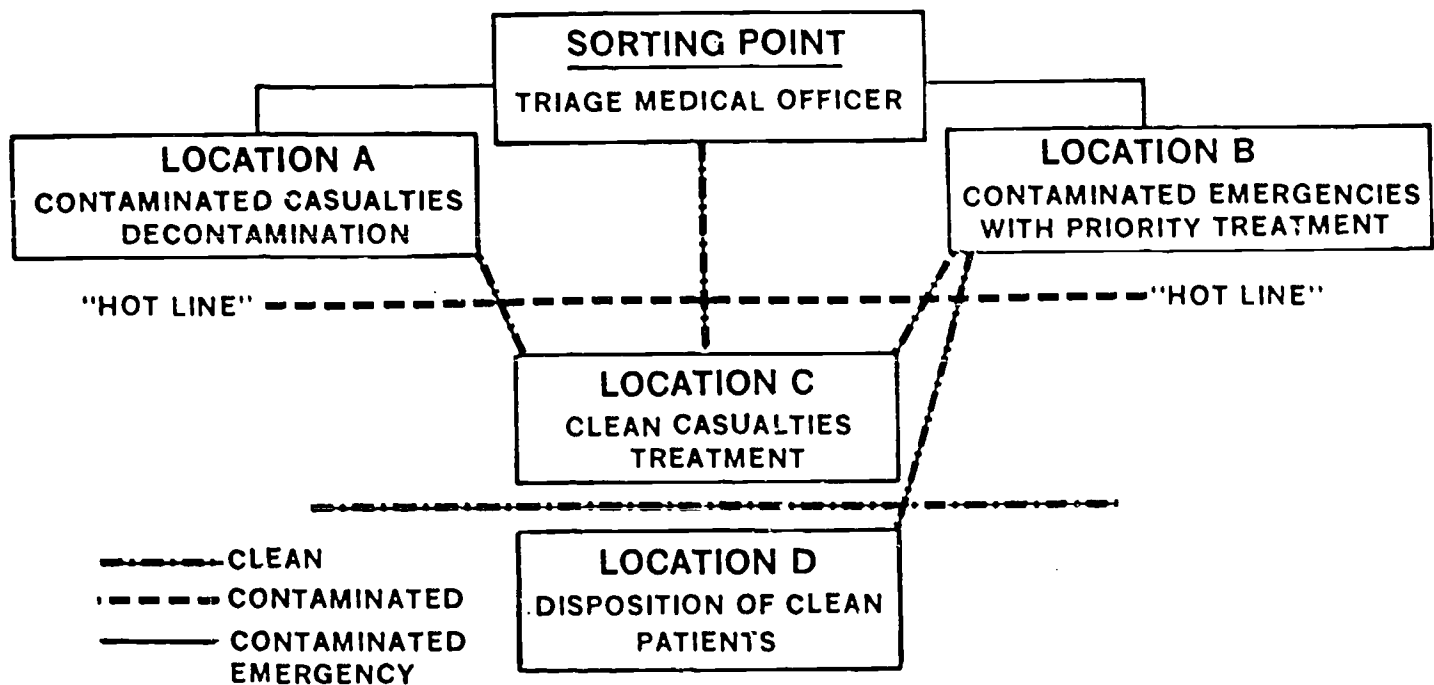 SORTING POINT
TRIAGE MEDICAL OFFICER
LOCATION A
CONTAMINATED CASUALTIES
DECONTAMINATION
LOCATION B
CONTAMINATED EMERGENCIES
WITH PRIORITY TREATMENT
"HOT LINE"
"HOT LINE"
LOCATION C
CLEAN CASUALTIES
TREATMENT
LOCATION D
DISPOSITION OF CLEAN
PATIENTS
CLEAN
CONTAMINATED
CONTAMINATED
EMERGENCY